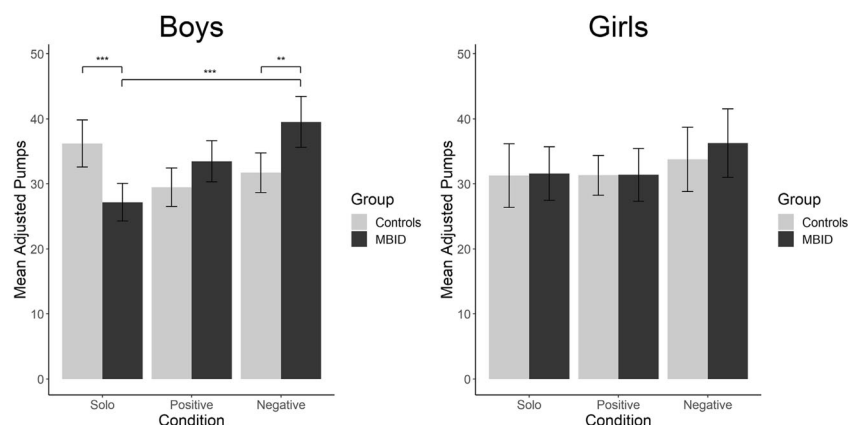 Boys
50
40
30
20
10
0
Mean Adjusted Pumps
***
***
**
Solo
Positive
Negative
Condition
Group
Controls
MBID
Girls
50
40
30
20
10
0
Mean Adjusted Pumps
Solo
Positive
Negative
Condition
Group
Controls
MBID